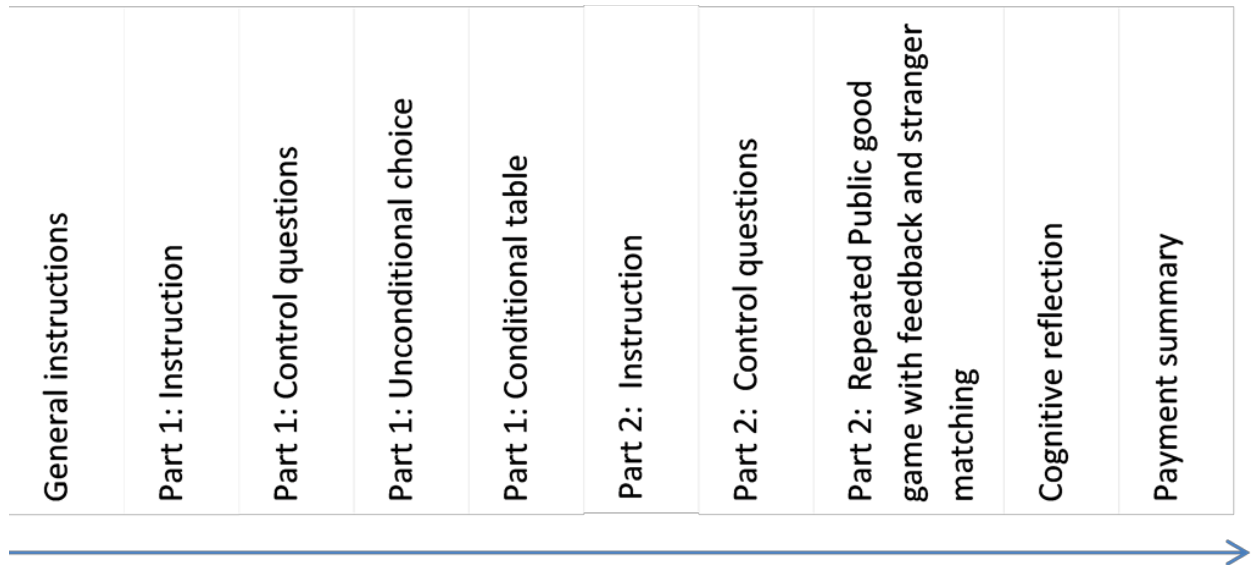 General instructions
Part 1: Instruction
Part 1: Control questions
Part 1: Unconditional choice
Part 1: Conditional table
Part 2: Instruction
Part 2: Control questions
Part 2: Repeated Public good
game with feedback and stranger
matching
Cognitive reflection
Payment summary